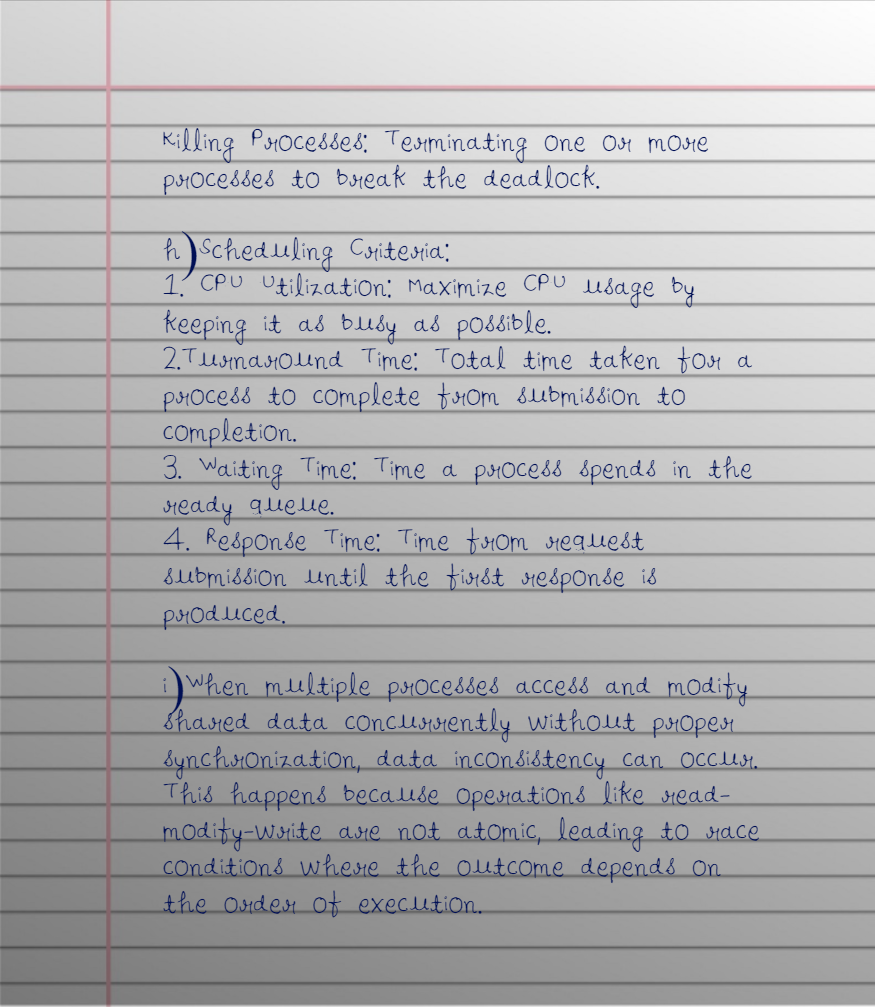 Killing Processes: Terminating one or more
processes to break the deadlock.
h) Scheduling Criteria:
1. CPU Utilization: Maximize CPU usage by
keeping it as busy as possible.
2.Turnaround Time: Total time taken for a
process to complete from submission to
completion.
3. Waiting Time: Time a process spends in the
ready queue.
4. Response Time: Time from request
submission until the first response is
produced.
i) When multiple processes access and modify
shared data concurrently without proper
synchronization, data inconsistency can occur.
This happens because operations like read-
modify-write are not atomic, leading to race
conditions where the outcome depends on
the order of execution.